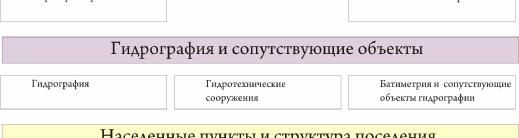 Гидрография и сопутствующие объекты
Гидрография
Гидротехнические
сооружения
Батиметрия и сопутствующие
объекты гидрографии
Населенные пункты и структура поселения